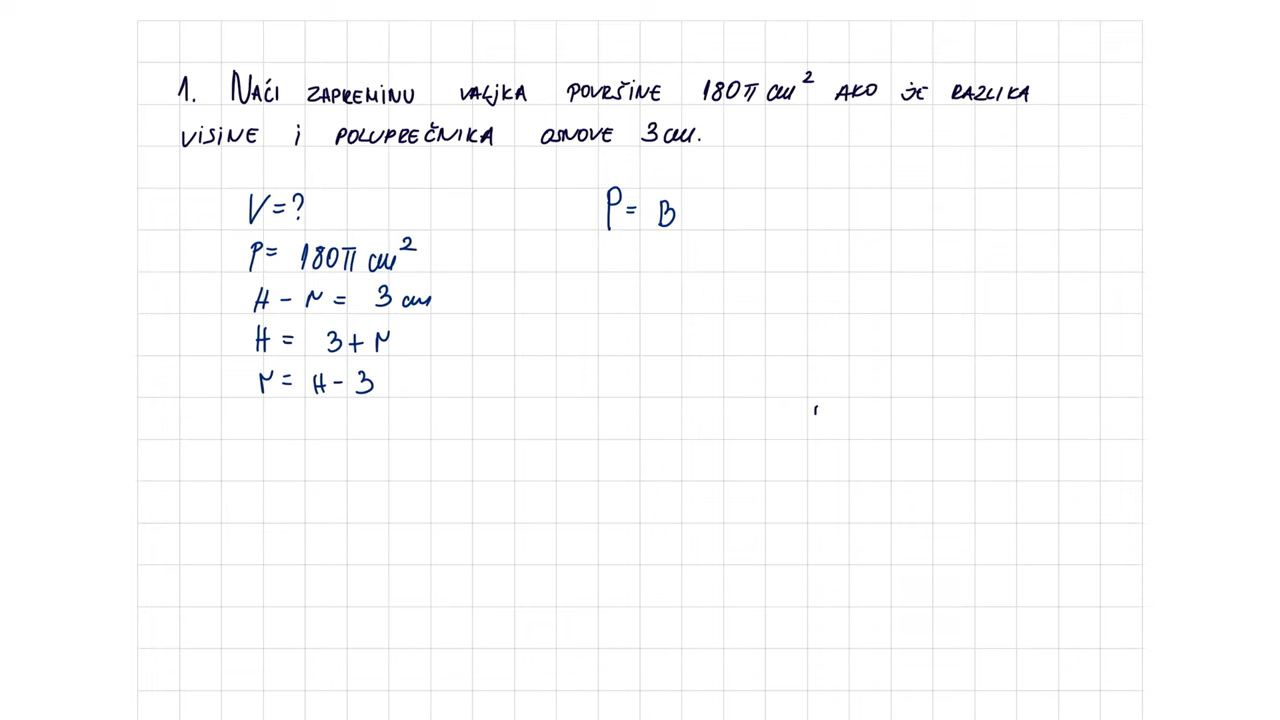 1. NAĆI ZAPREMINU VALJKA POVRŠINE 180π cm² AKO JE RAZLIKA
VISINE i POLUPREČNIKA OSNOVE 3 cm.
V = ?
P = 180π cm²
H - r = 3 cm
H = 3 + r
r = H - 3
P = B